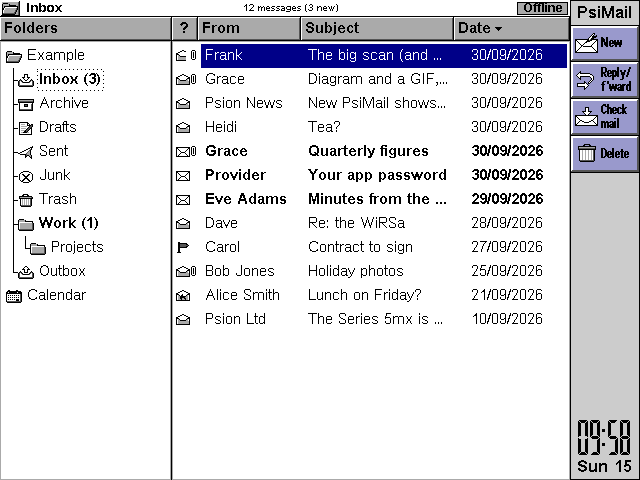 Inbox 12 messages (3 new) Offline PsiMail
Folders ? From Subject Date
Example Frank The big scan (and ... 30/09/2026 New
Inbox (3) Grace Diagram and a GIF,... 30/09/2026 Reply/
f'ward
Archive Psion News New PsiMail shows... 30/09/2026 Check
mail
Drafts Heidi Tea? 30/09/2026
Sent Grace Quarterly figures 30/09/2026 Delete
Junk Provider Your app password 30/09/2026
Trash Eve Adams Minutes from the ... 29/09/2026
Work (1) Dave Re: the WiRSa 28/09/2026
Projects Carol Contract to sign 27/09/2026
Outbox Bob Jones Holiday photos 25/09/2026
Calendar Alice Smith Lunch on Friday? 21/09/2026
Psion Ltd The Series 5mx is ... 10/09/2026
09:58
Sun 15